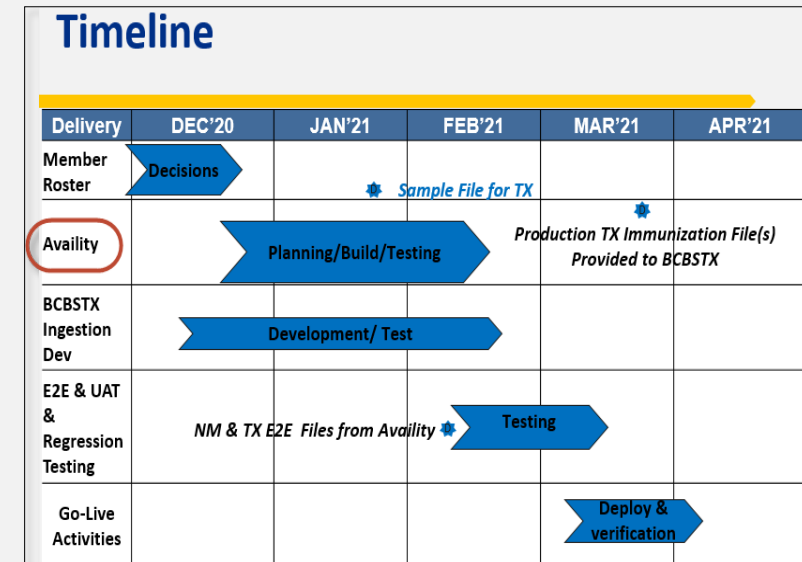 Timeline
Delivery DEC'20 JAN'21 FEB'21 MAR'21 APR'21
Member
Roster
Decisions
Sample File for TX
Availity
Planning/Build/Testing
Production TX Immunization File(s)
Provided to BCBSTX
BCBSTX
Ingestion
Dev
Development/ Test
E2E & UAT
&
Regression
Testing
NM & TX E2E Files from Availity
Testing
Go-Live
Activities
Deploy &
verification